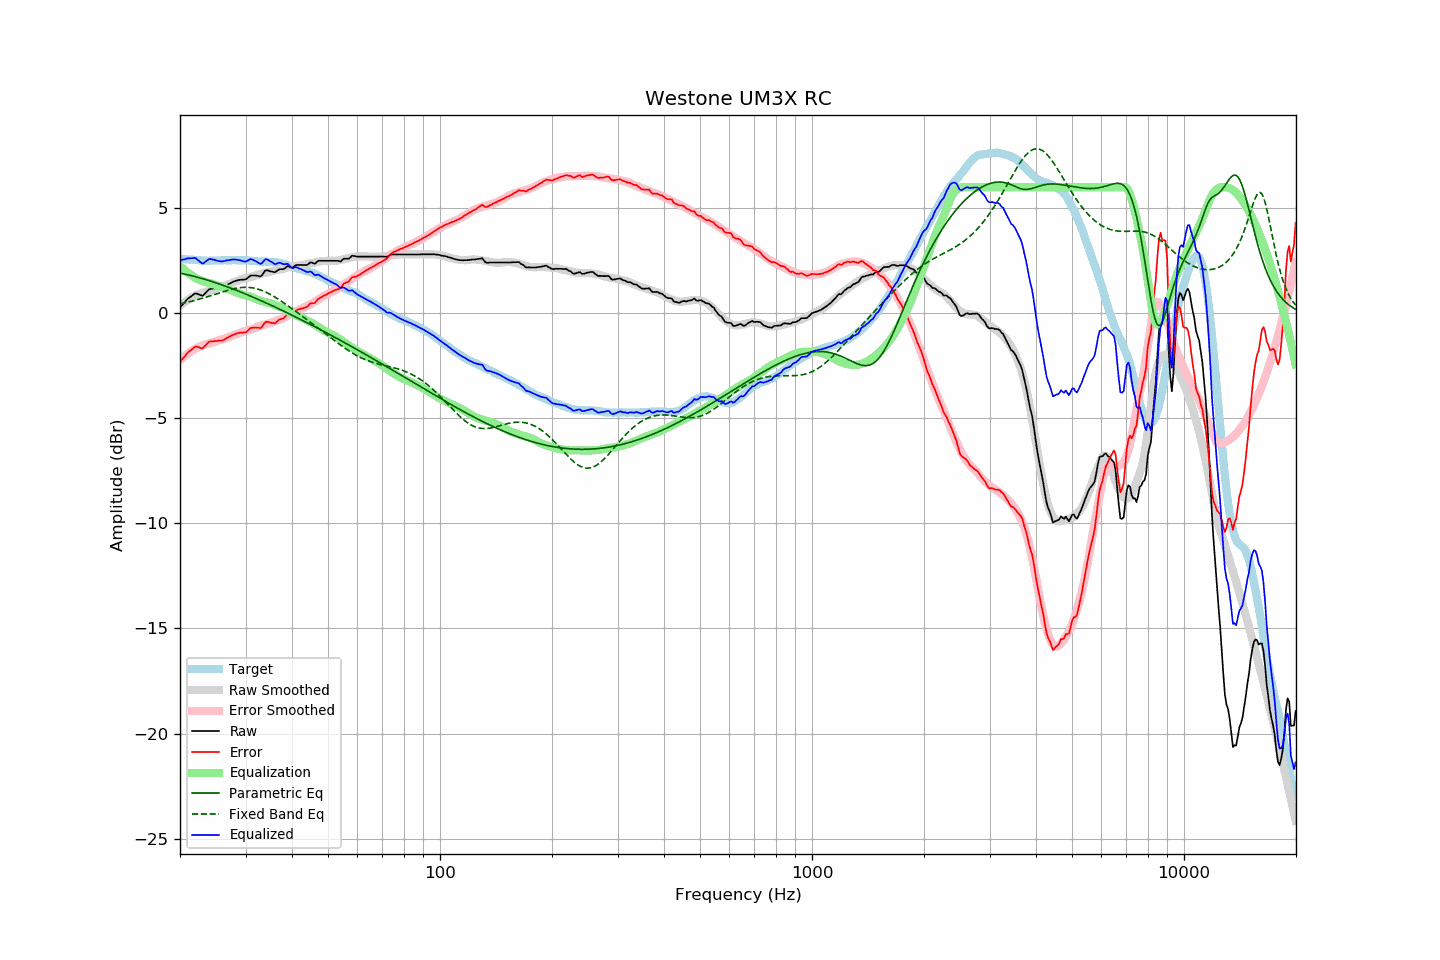 Westone UM3X RC
Amplitude (dBr)
5
0
−5
−10
−15
−20
−25
Target
Raw Smoothed
Error Smoothed
Raw
Error
Equalization
Parametric Eq
Fixed Band Eq
Equalized
100
1000
10000
Frequency (Hz)